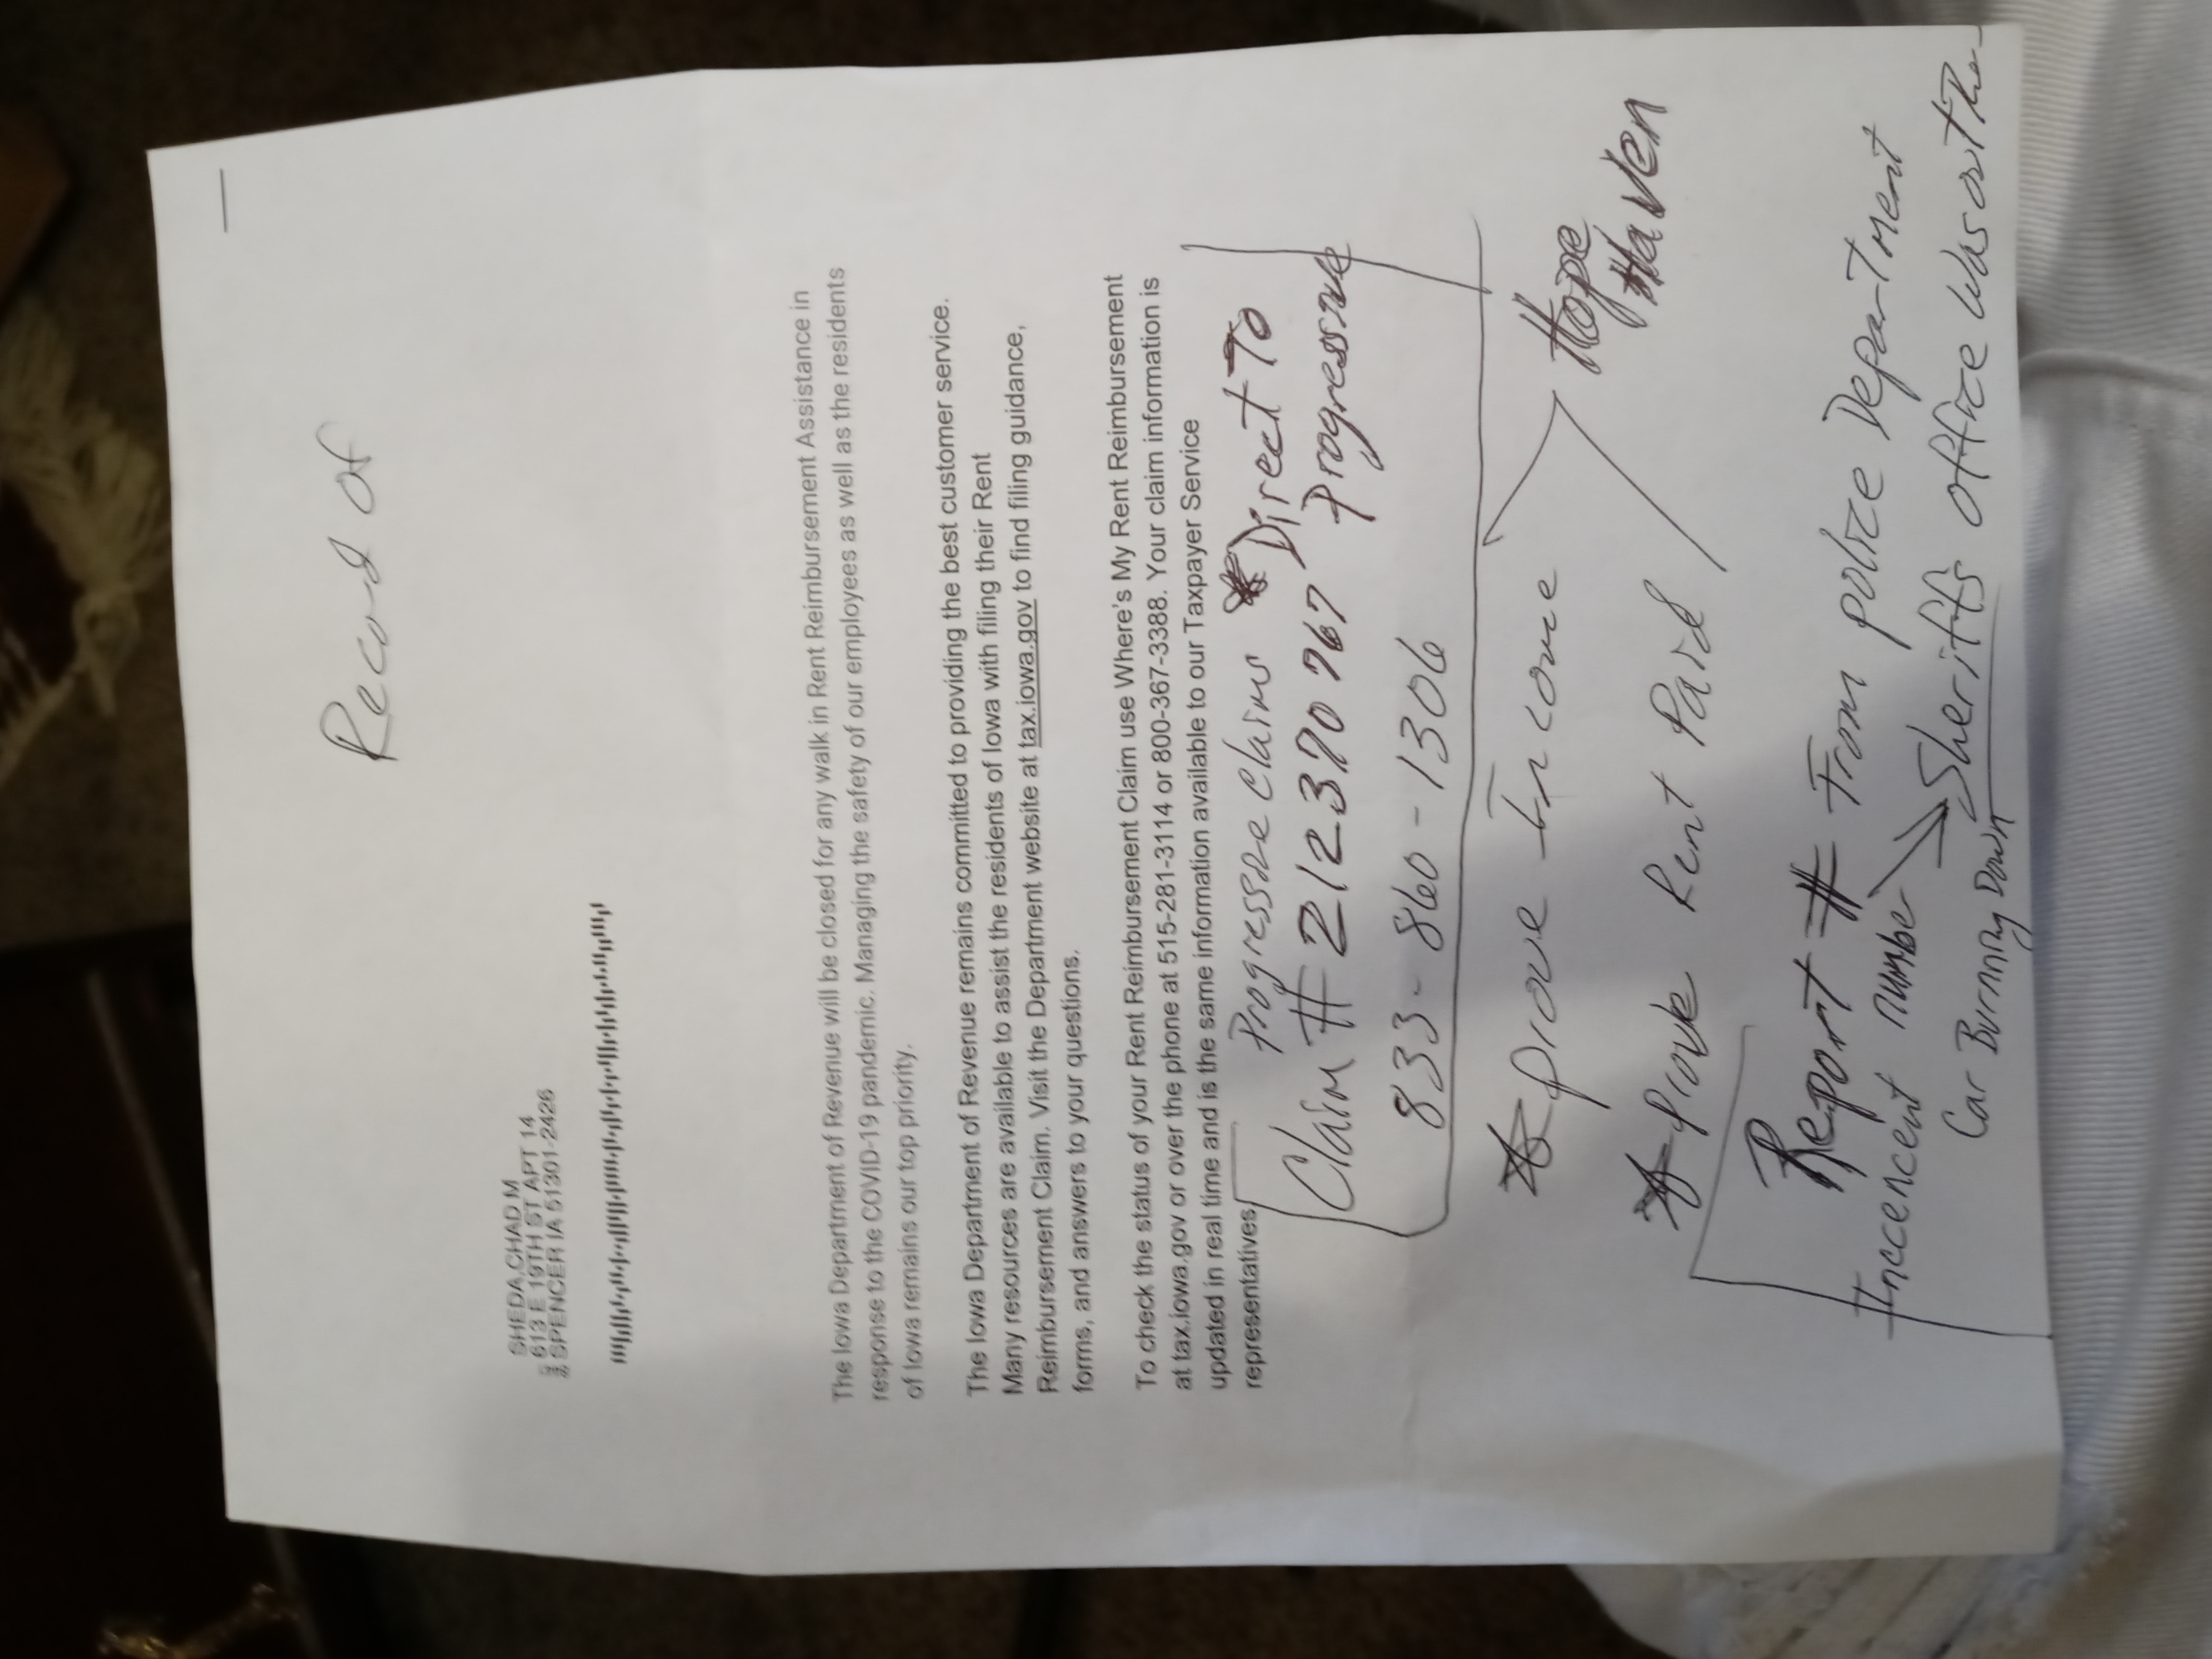 Record Of
SHEDA,CHAD M
613 E 19TH ST APT 14
SPENCER IA 51301-2426
The Iowa Department of Revenue will be closed for any walk in Rent Reimbursement Assistance in
response to the COVID-19 pandemic. Managing the safety of our employees as well as the residents
of Iowa remains our top priority.
The Iowa Department of Revenue remains committed to providing the best customer service.
Many resources are available to assist the residents of Iowa with filing their Rent
Reimbursement Claim. Visit the Department website at tax.iowa.gov to find filing guidance,
forms, and answers to your questions.
To check the status of your Rent Reimbursement Claim use Where's My Rent Reimbursement
at tax.iowa.gov or over the phone at 515-281-3114 or 800-367-3388. Your claim information is
updated in real time and is the same information available to our Taxpayer Service
representatives
Progressive Claims Direct To
Claim # 212370767 Progressive
833-860-1306
Prove Income
Hope
Haven
Prove Rent Paid
Report # From police Department
Inccencent number
Sheriffs office Was out
Car Burnning Down